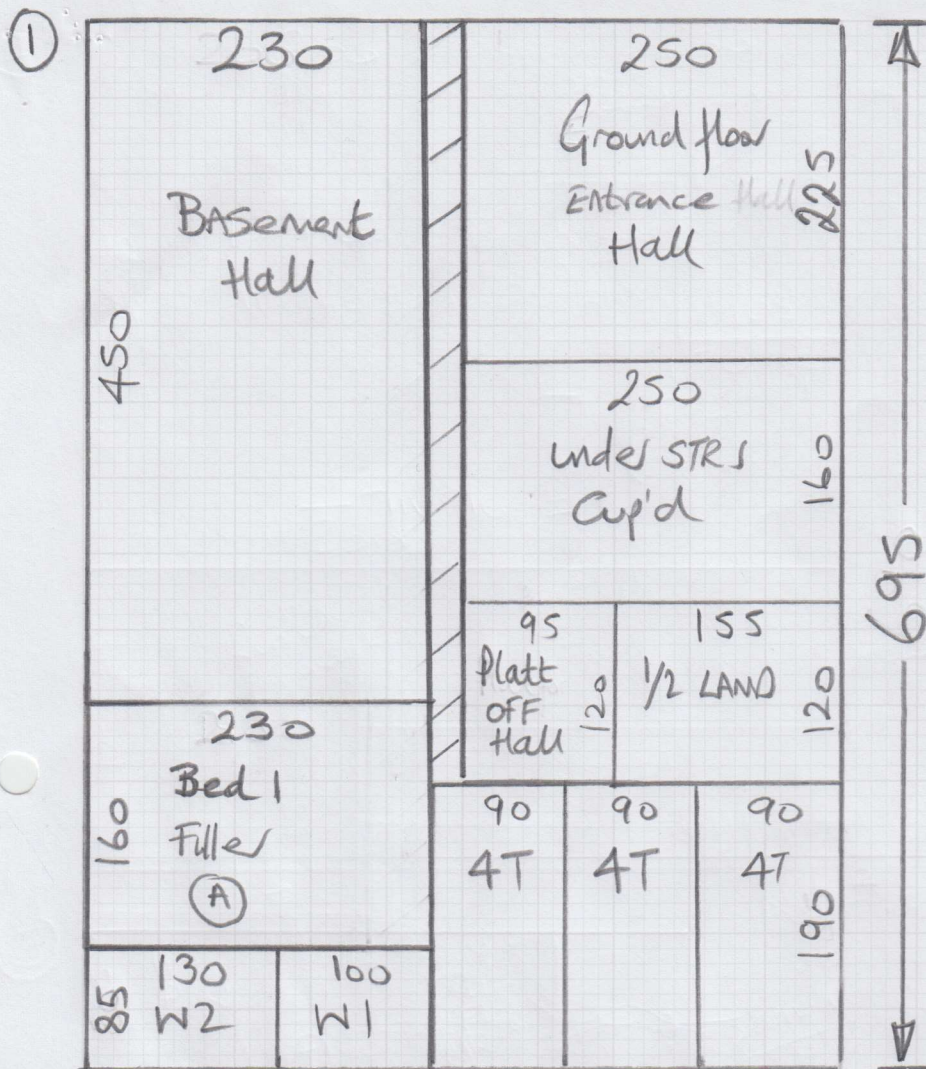 1
230
BASement
Hall
450
250
Ground floor
Entrance Hall
Hall
225
250
under STRS
Cup'd
160
695
95
Platt
OFF
Hall
120
155
1/2 LAND
120
230
Bed 1
Filler
A
160
90
4T
90
4T
90
4T
190
85
130
W2
100
W1